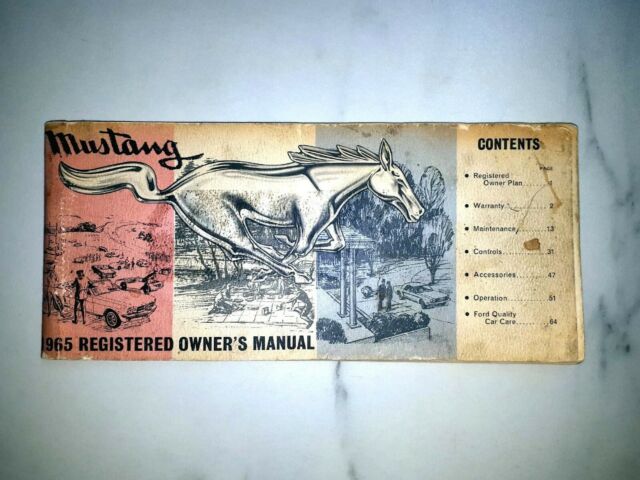 Mustang
1965 REGISTERED OWNER'S MANUAL
CONTENTS
PAGE
• Registered
Owner Plan......1
• Warranty........2
• Maintenance......13
• Controls.........31
• Accessories......47
• Operation.......51
• Ford Quality
Car Care......64